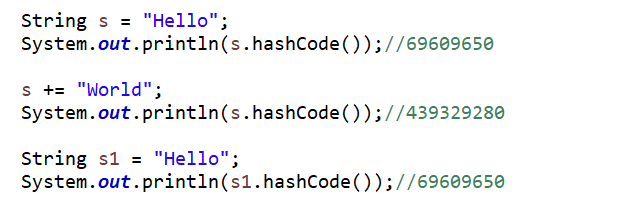 String s = "Hello";
System.out.println(s.hashCode());//69609650
s += "World";
System.out.println(s.hashCode());//439329280
String s1 = "Hello";
System.out.println(s1.hashCode());//69609650